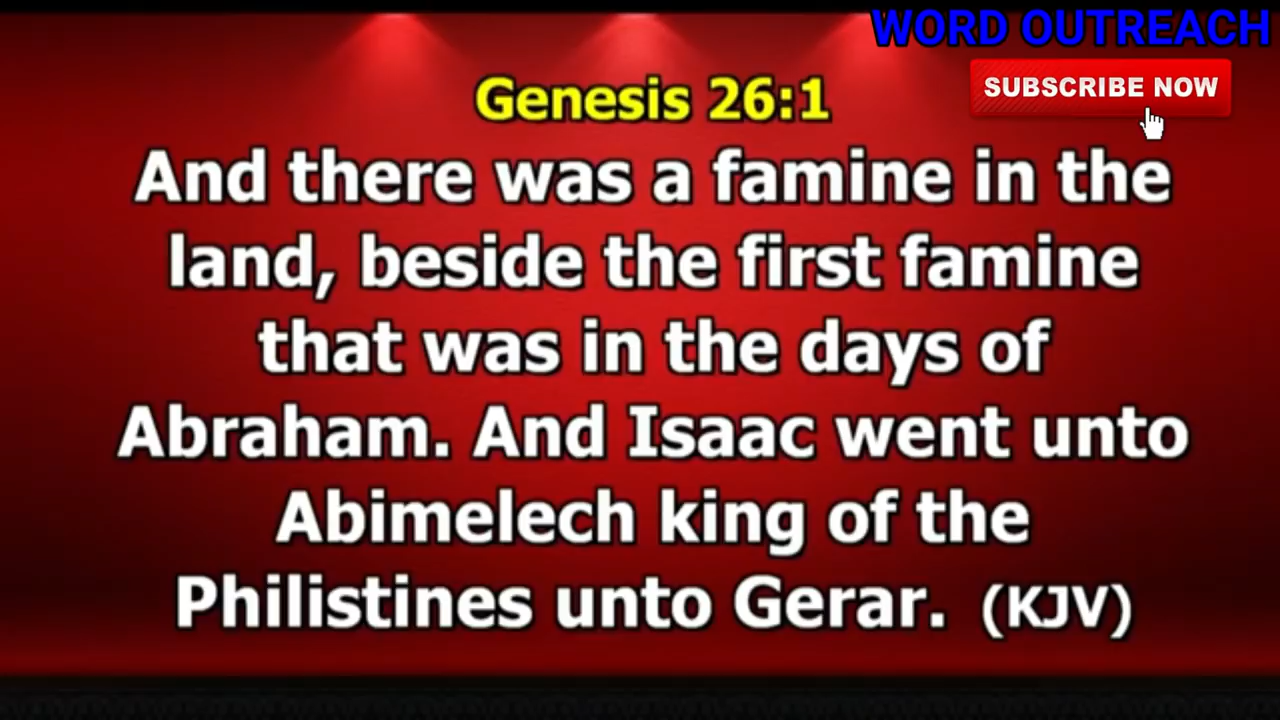 WORD OUTREACH
SUBSCRIBE NOW
Genesis 26:1
And there was a famine in the
land, beside the first famine
that was in the days of
Abraham. And Isaac went unto
Abimelech king of the
Philistines unto Gerar. (KJV)